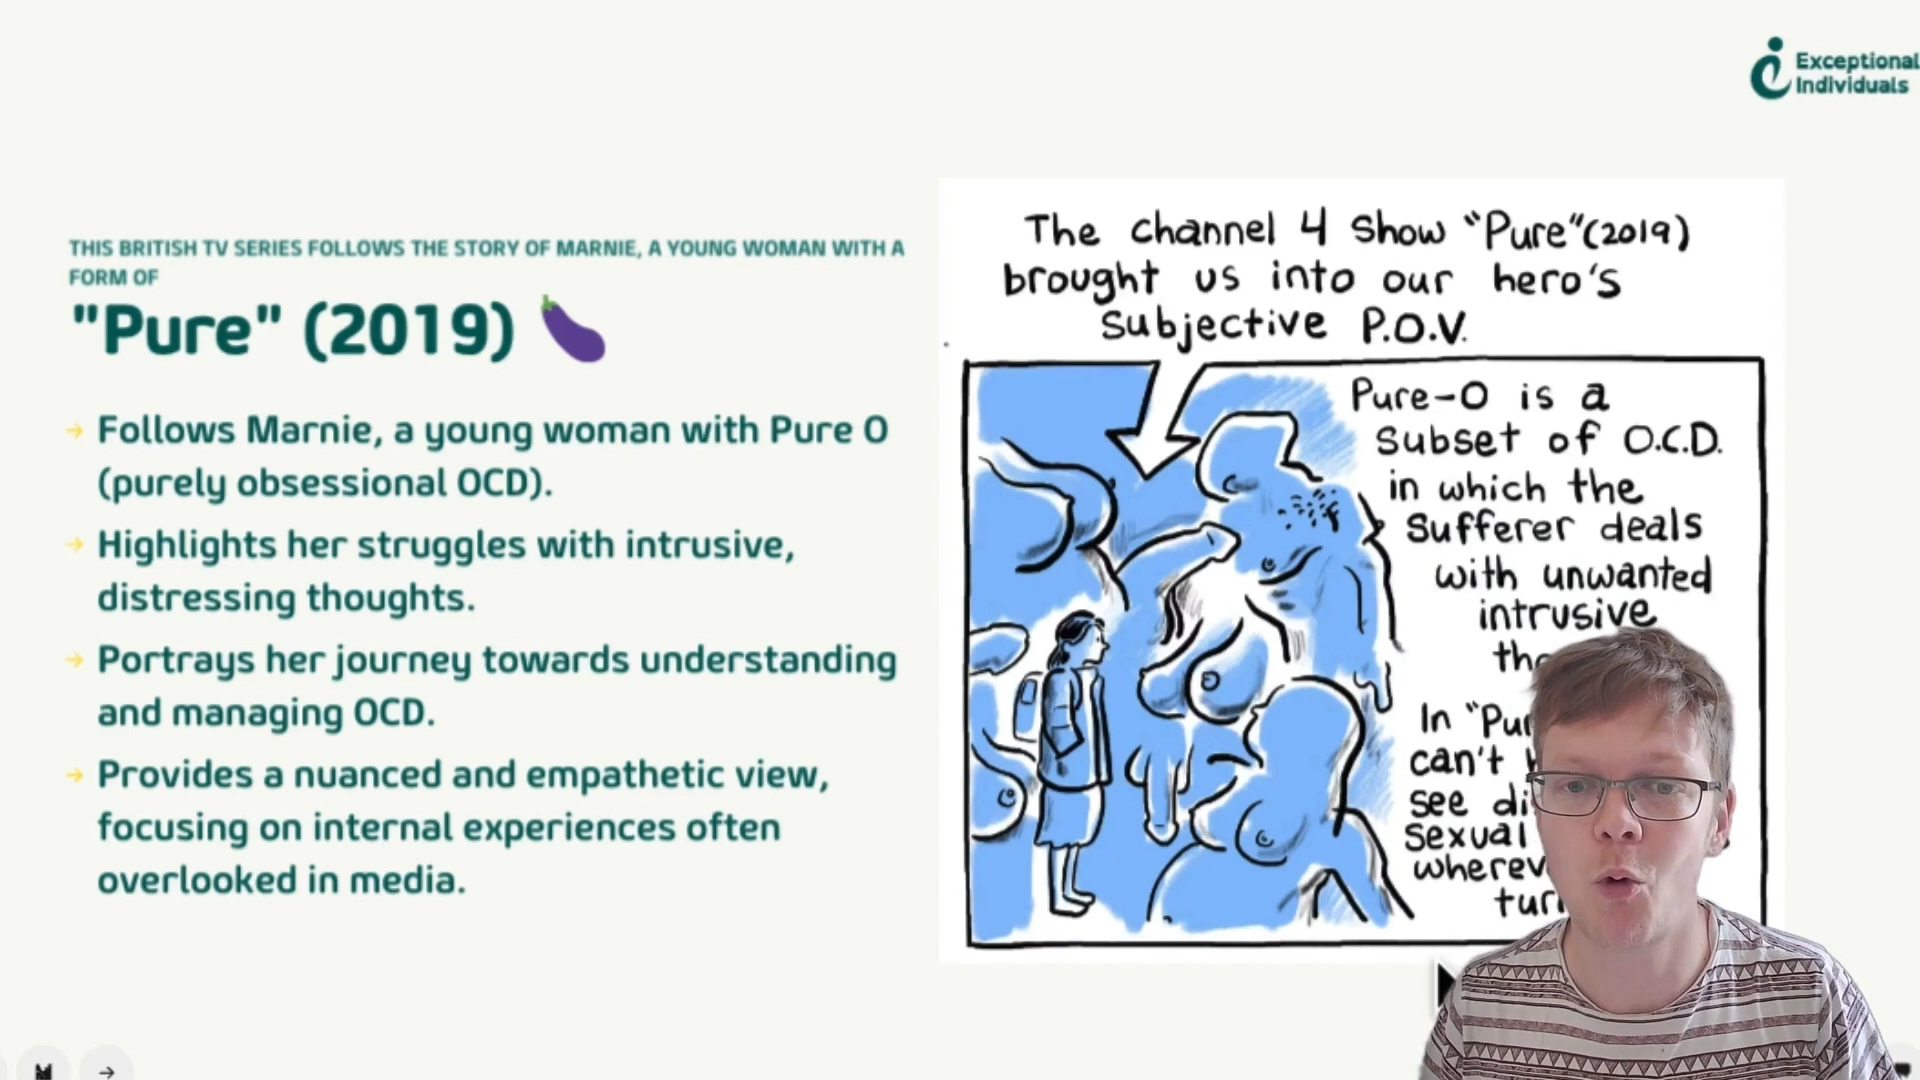 Exceptional
Individuals
THIS BRITISH TV SERIES FOLLOWS THE STORY OF MARNIE, A YOUNG WOMAN WITH A
FORM OF
"Pure" (2019)
→ Follows Marnie, a young woman with Pure O
(purely obsessional OCD).
→ Highlights her struggles with intrusive,
distressing thoughts.
→ Portrays her journey towards understanding
and managing OCD.
→ Provides a nuanced and empathetic view,
focusing on internal experiences often
overlooked in media.
The channel 4 Show "Pure"(2019)
brought us into our hero's
Subjective P.O.V.
Pure-O is a
Subset of O.C.D.
in which the
Sufferer deals
with unwanted
intrusive
In
can't
see
Sexual